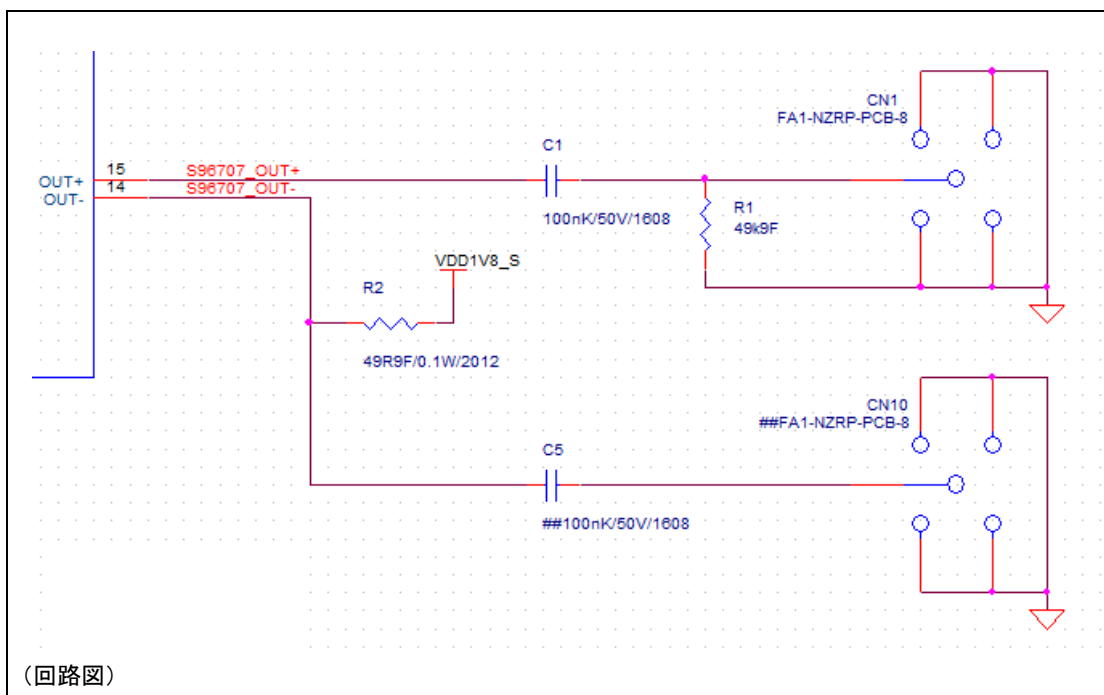 CN1
FA1-NZRP-PCB-8
C1
15
S96707_OUT+
OUT+
14
S96707_OUT-
OUT-
100nK/50V/1608
R1
49k9F
VDD1V8_S
R2
49R9F/0.1W/2012
CN10
##FA1-NZRP-PCB-8
C5
##100nK/50V/1608
(回路図)